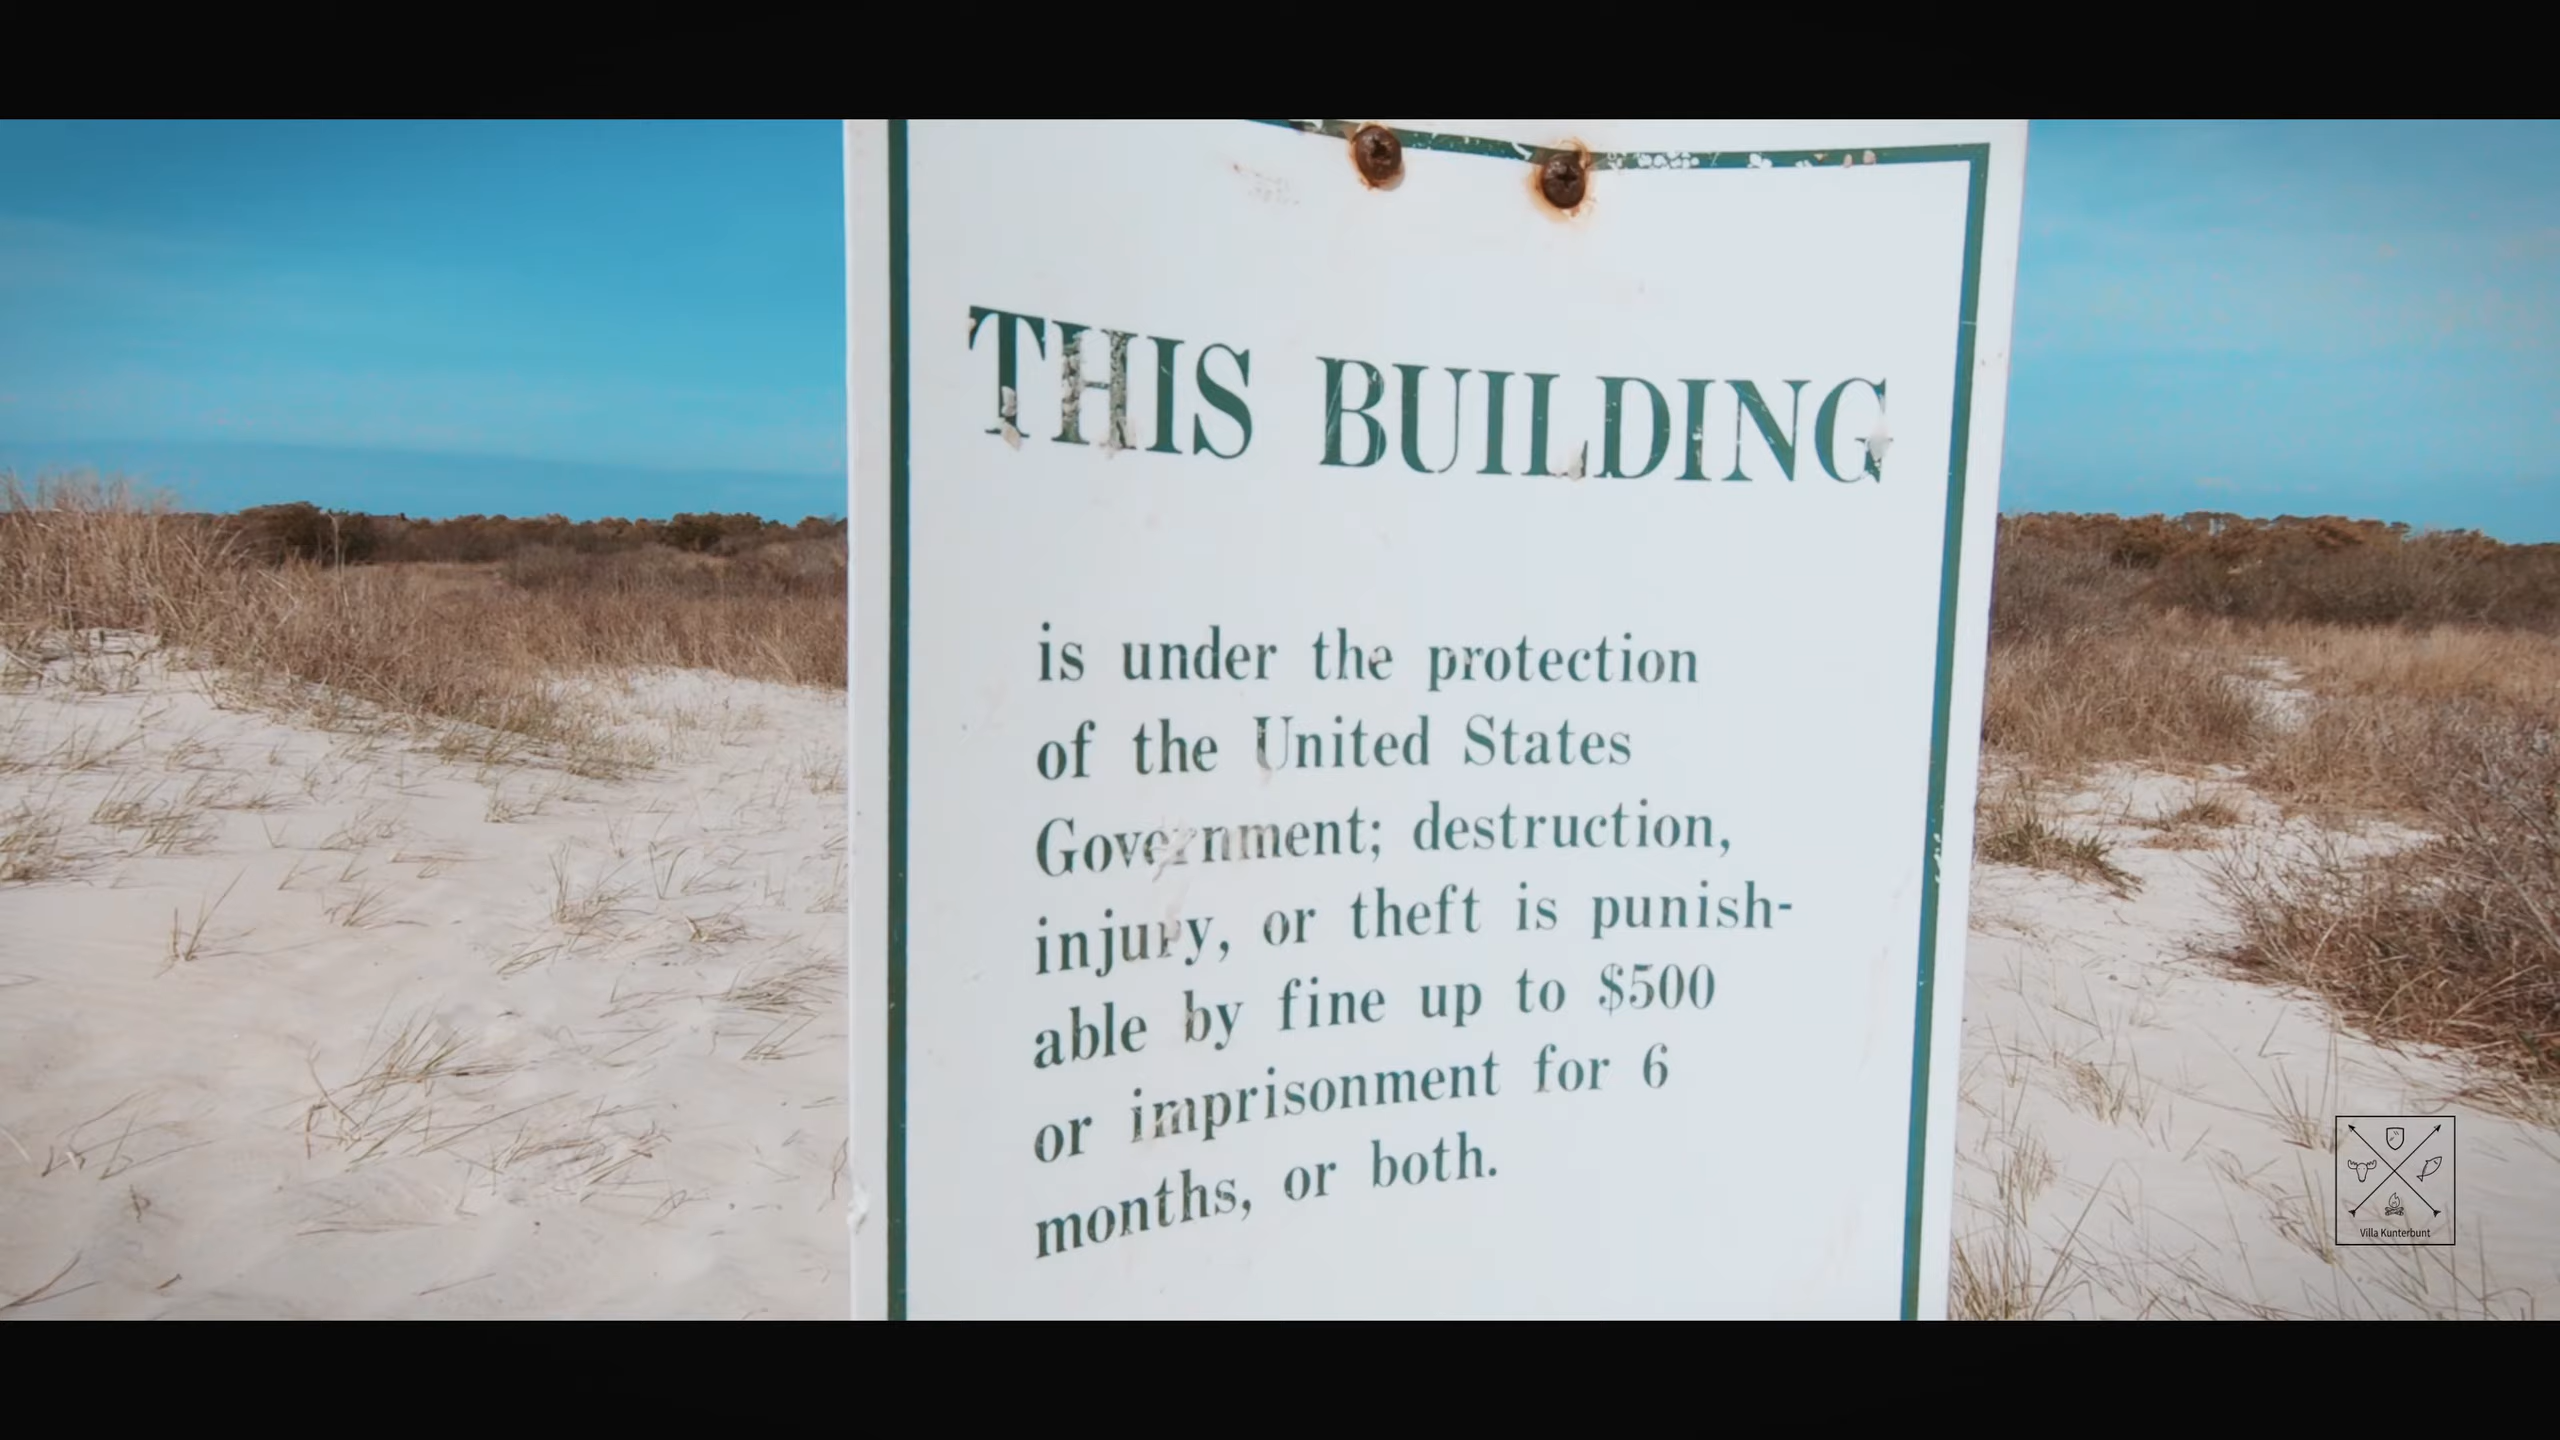 THIS BUILDING
is under the protection
of the United States
Government; destruction,
injury, or theft is punish-
able by fine up to $500
or imprisonment for 6
months, or both.
Villa Kunterbunt